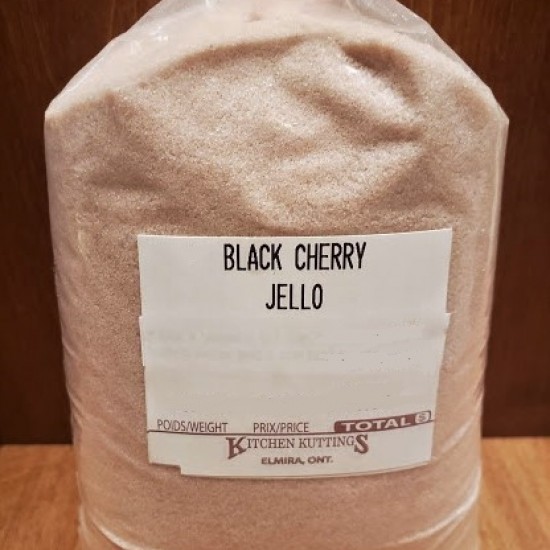 BLACK CHERRY
JELLO
POIDS/WEIGHT PRIX/PRICE TOTAL $
KITCHEN KUTTINGS
ELMIRA, ONT.